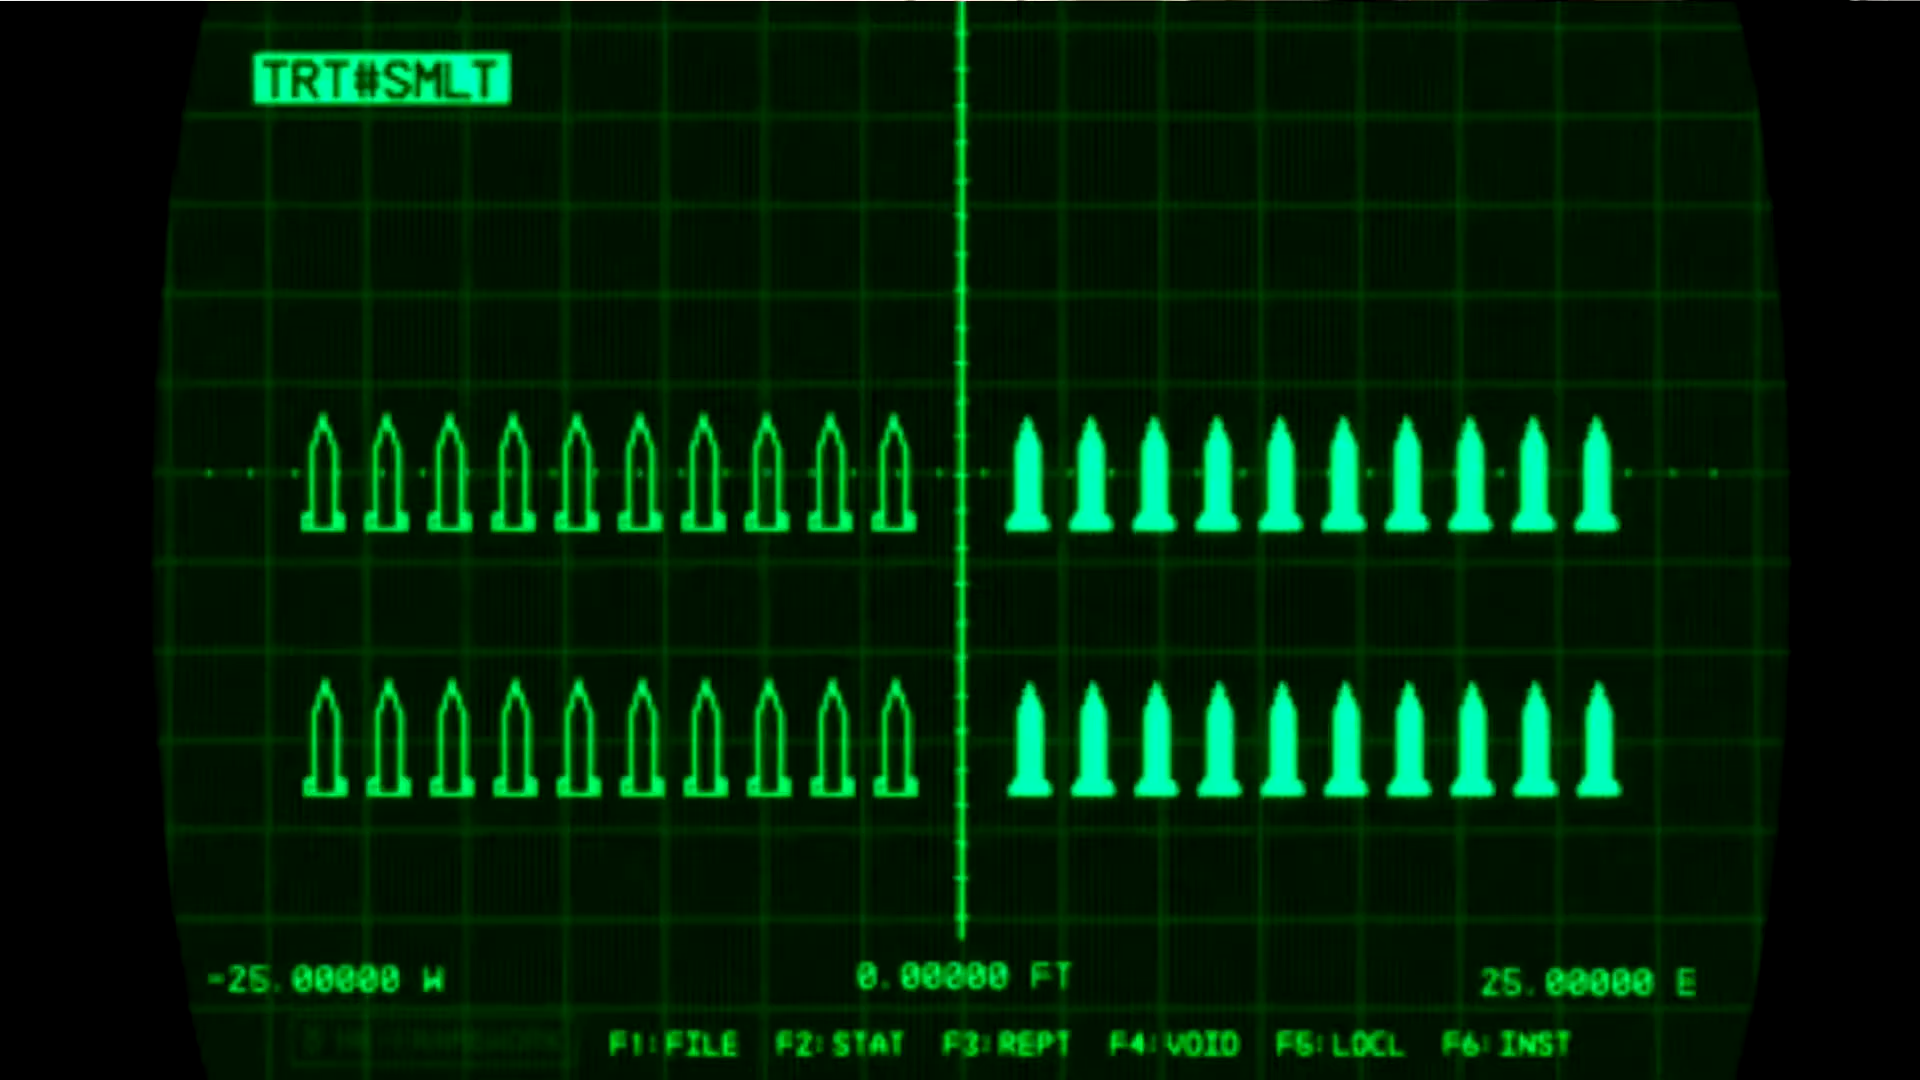 TRT#SMLT
-25.00000 W 0.00000 FT 25.00000 E
F1:FILE F2:STAT F3:REPT F4:VOID F5:LOCL F6:INST